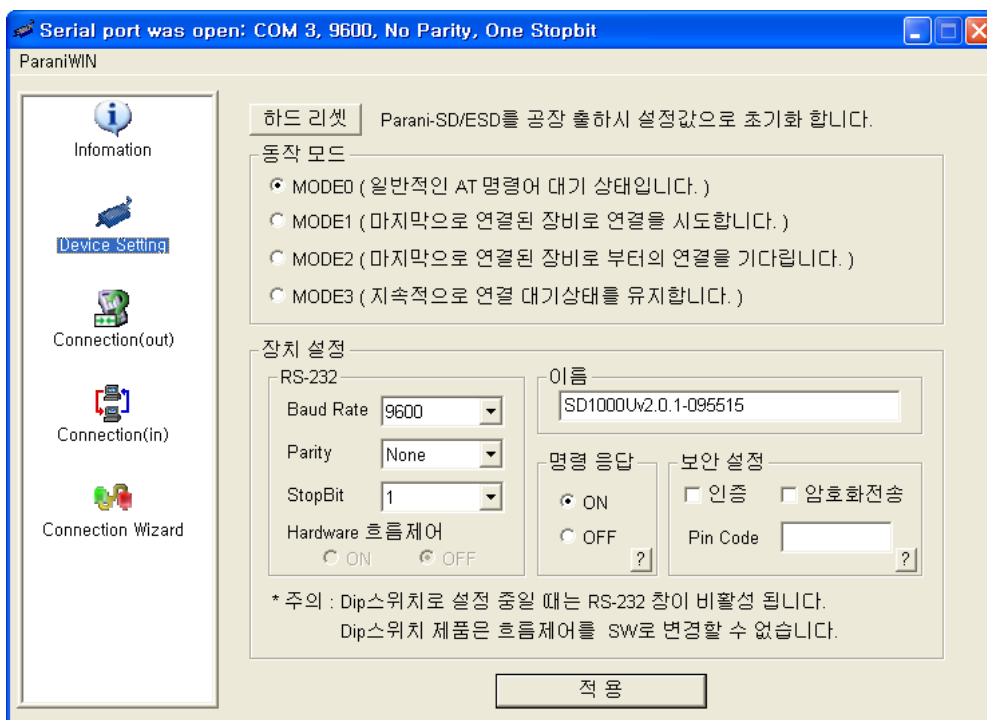 Serial port was open: COM 3, 9600, No Parity, One Stopbit
ParaniWIN
Infomation
Device Setting
Connection(out)
Connection(in)
Connection Wizard
하드 리셋 Parani-SD/ESD를 공장 출하시 설정값으로 초기화 합니다.
동작 모드
MODE0 ( 일반적인 AT 명령어 대기 상태입니다. )
MODE1 ( 마지막으로 연결된 장비로 연결을 시도합니다. )
MODE2 ( 마지막으로 연결된 장비로 부터의 연결을 기다립니다. )
MODE3 ( 지속적으로 연결 대기상태를 유지합니다. )
장치 설정
RS-232
Baud Rate 9600
Parity None
StopBit 1
Hardware 흐름제어
ON OFF
이름
SD1000Uv2.0.1-095515
명령 응답
ON
OFF
?
보안 설정
인증 암호화전송
Pin Code
?
* 주의 : Dip스위치로 설정 중일 때는 RS-232 창이 비활성 됩니다.
Dip스위치 제품은 흐름제어를 SW로 변경할 수 없습니다.
적 용